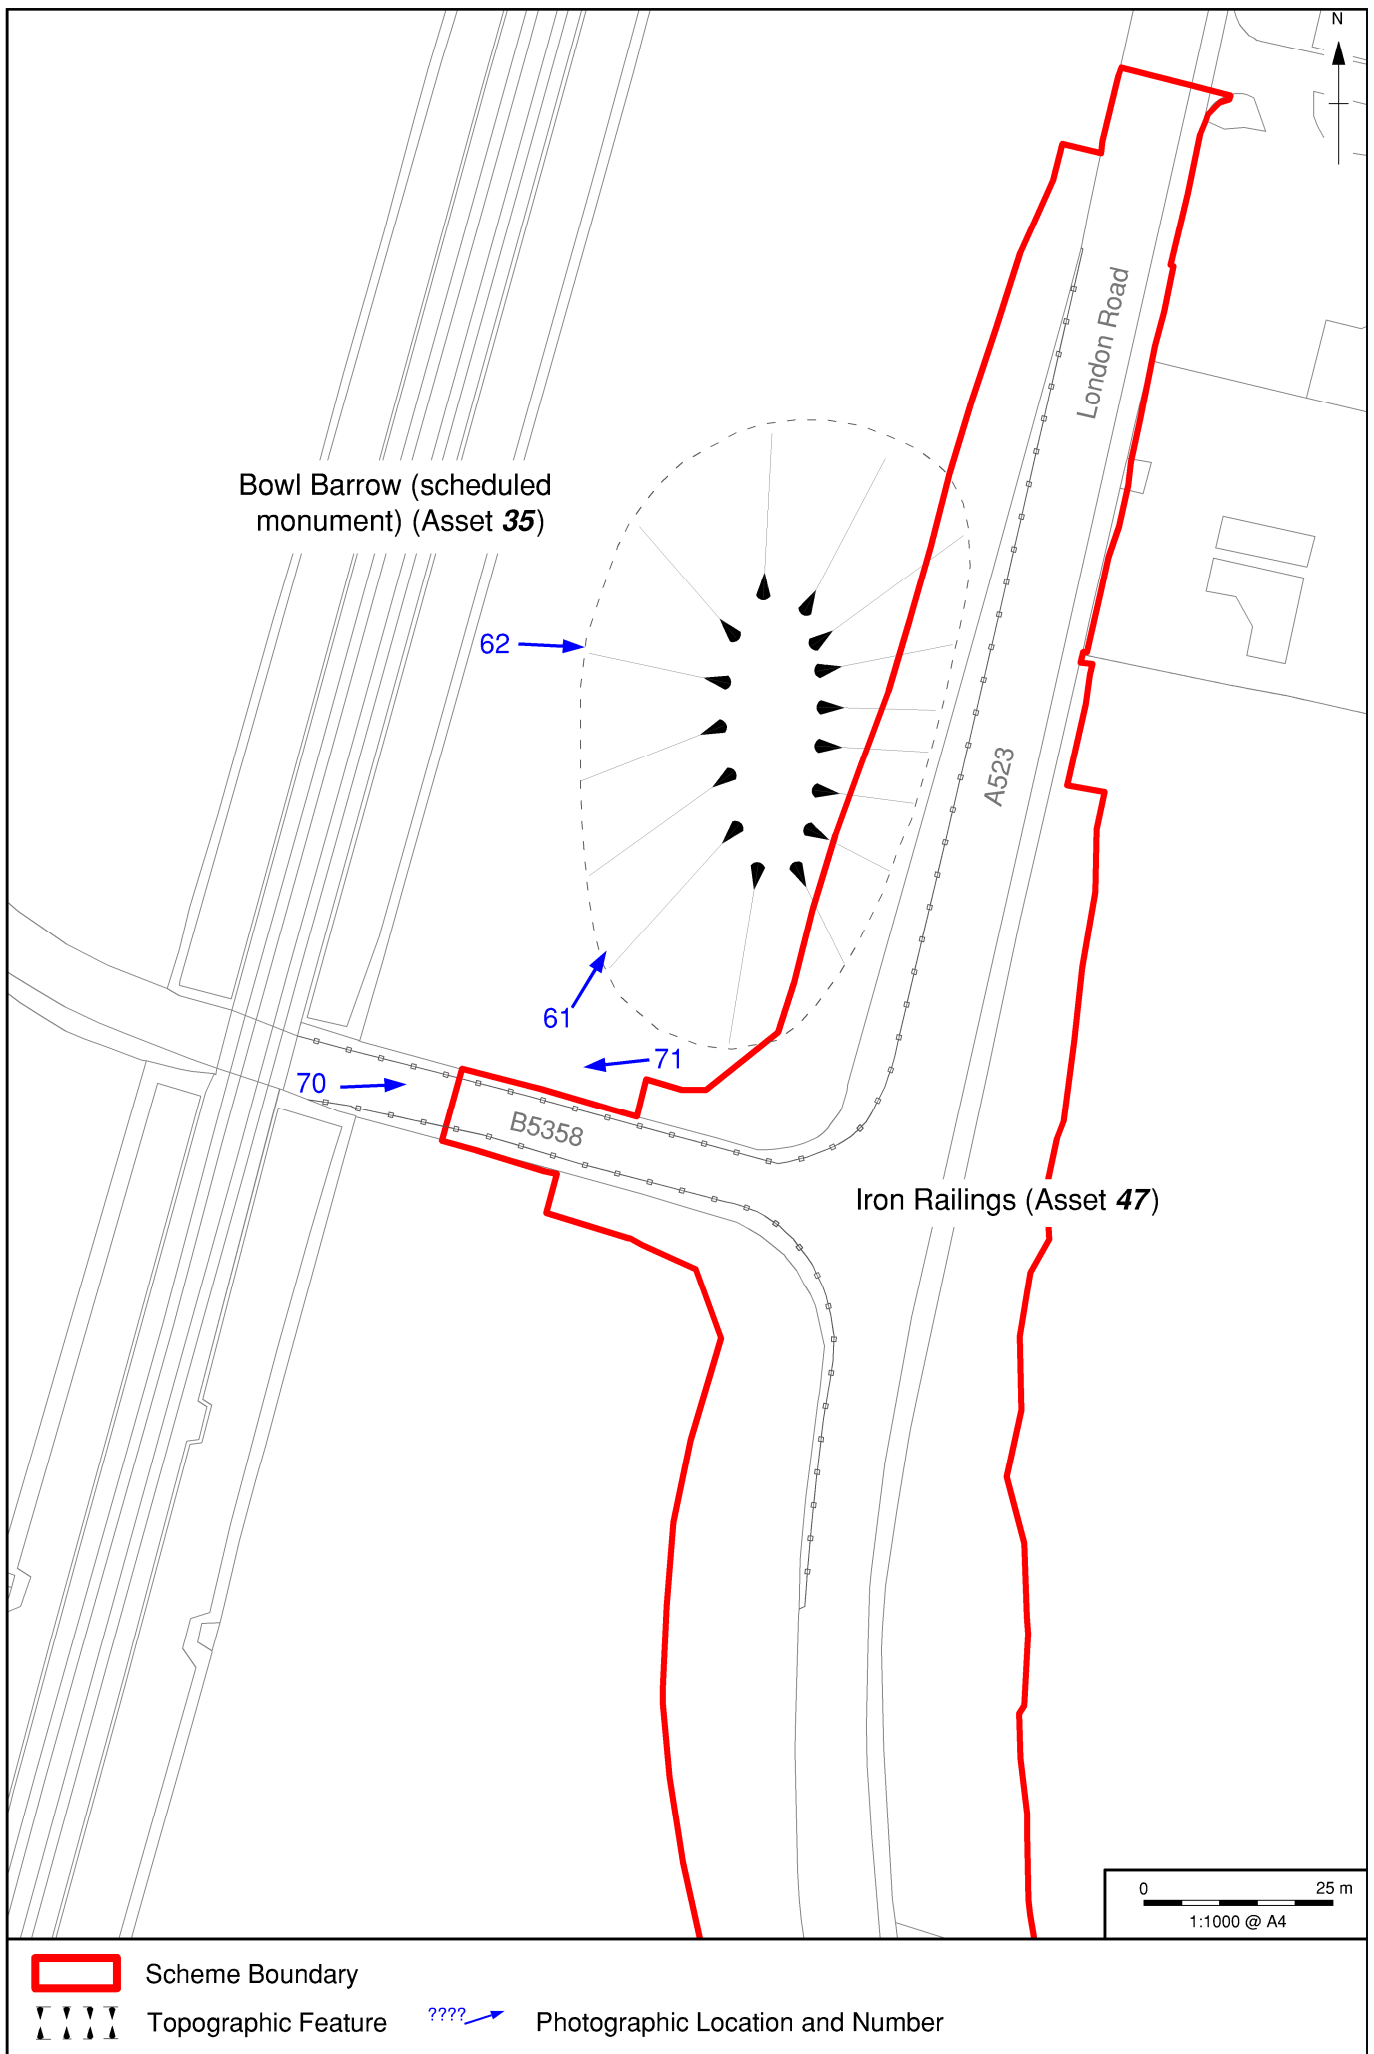 N
London Road
Bowl Barrow (scheduled
monument) (Asset 35)
62
A523
61
71
70
B5358
Iron Railings (Asset 47)
0 25 m
1:1000 @ A4
Scheme Boundary
Topographic Feature
????
Photographic Location and Number